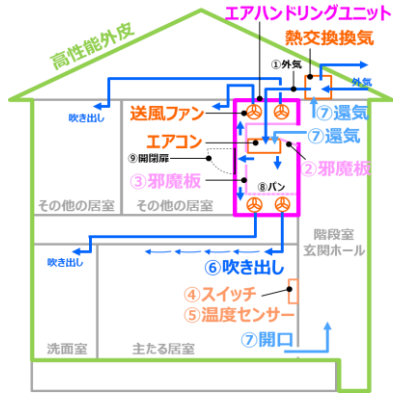 エアハンドリングユニット
熱交換換気
高性能外皮
①外気
外気
⑦還気
送風ファン
吹き出し
⑦還気
エアコン
⑨開閉扉
②邪魔板
③邪魔板
⑧パン
その他の居室
その他の居室
階段室
玄関ホール
吹き出し
⑥吹き出し
④スイッチ
⑤温度センサー
⑦開口
洗面室
主たる居室